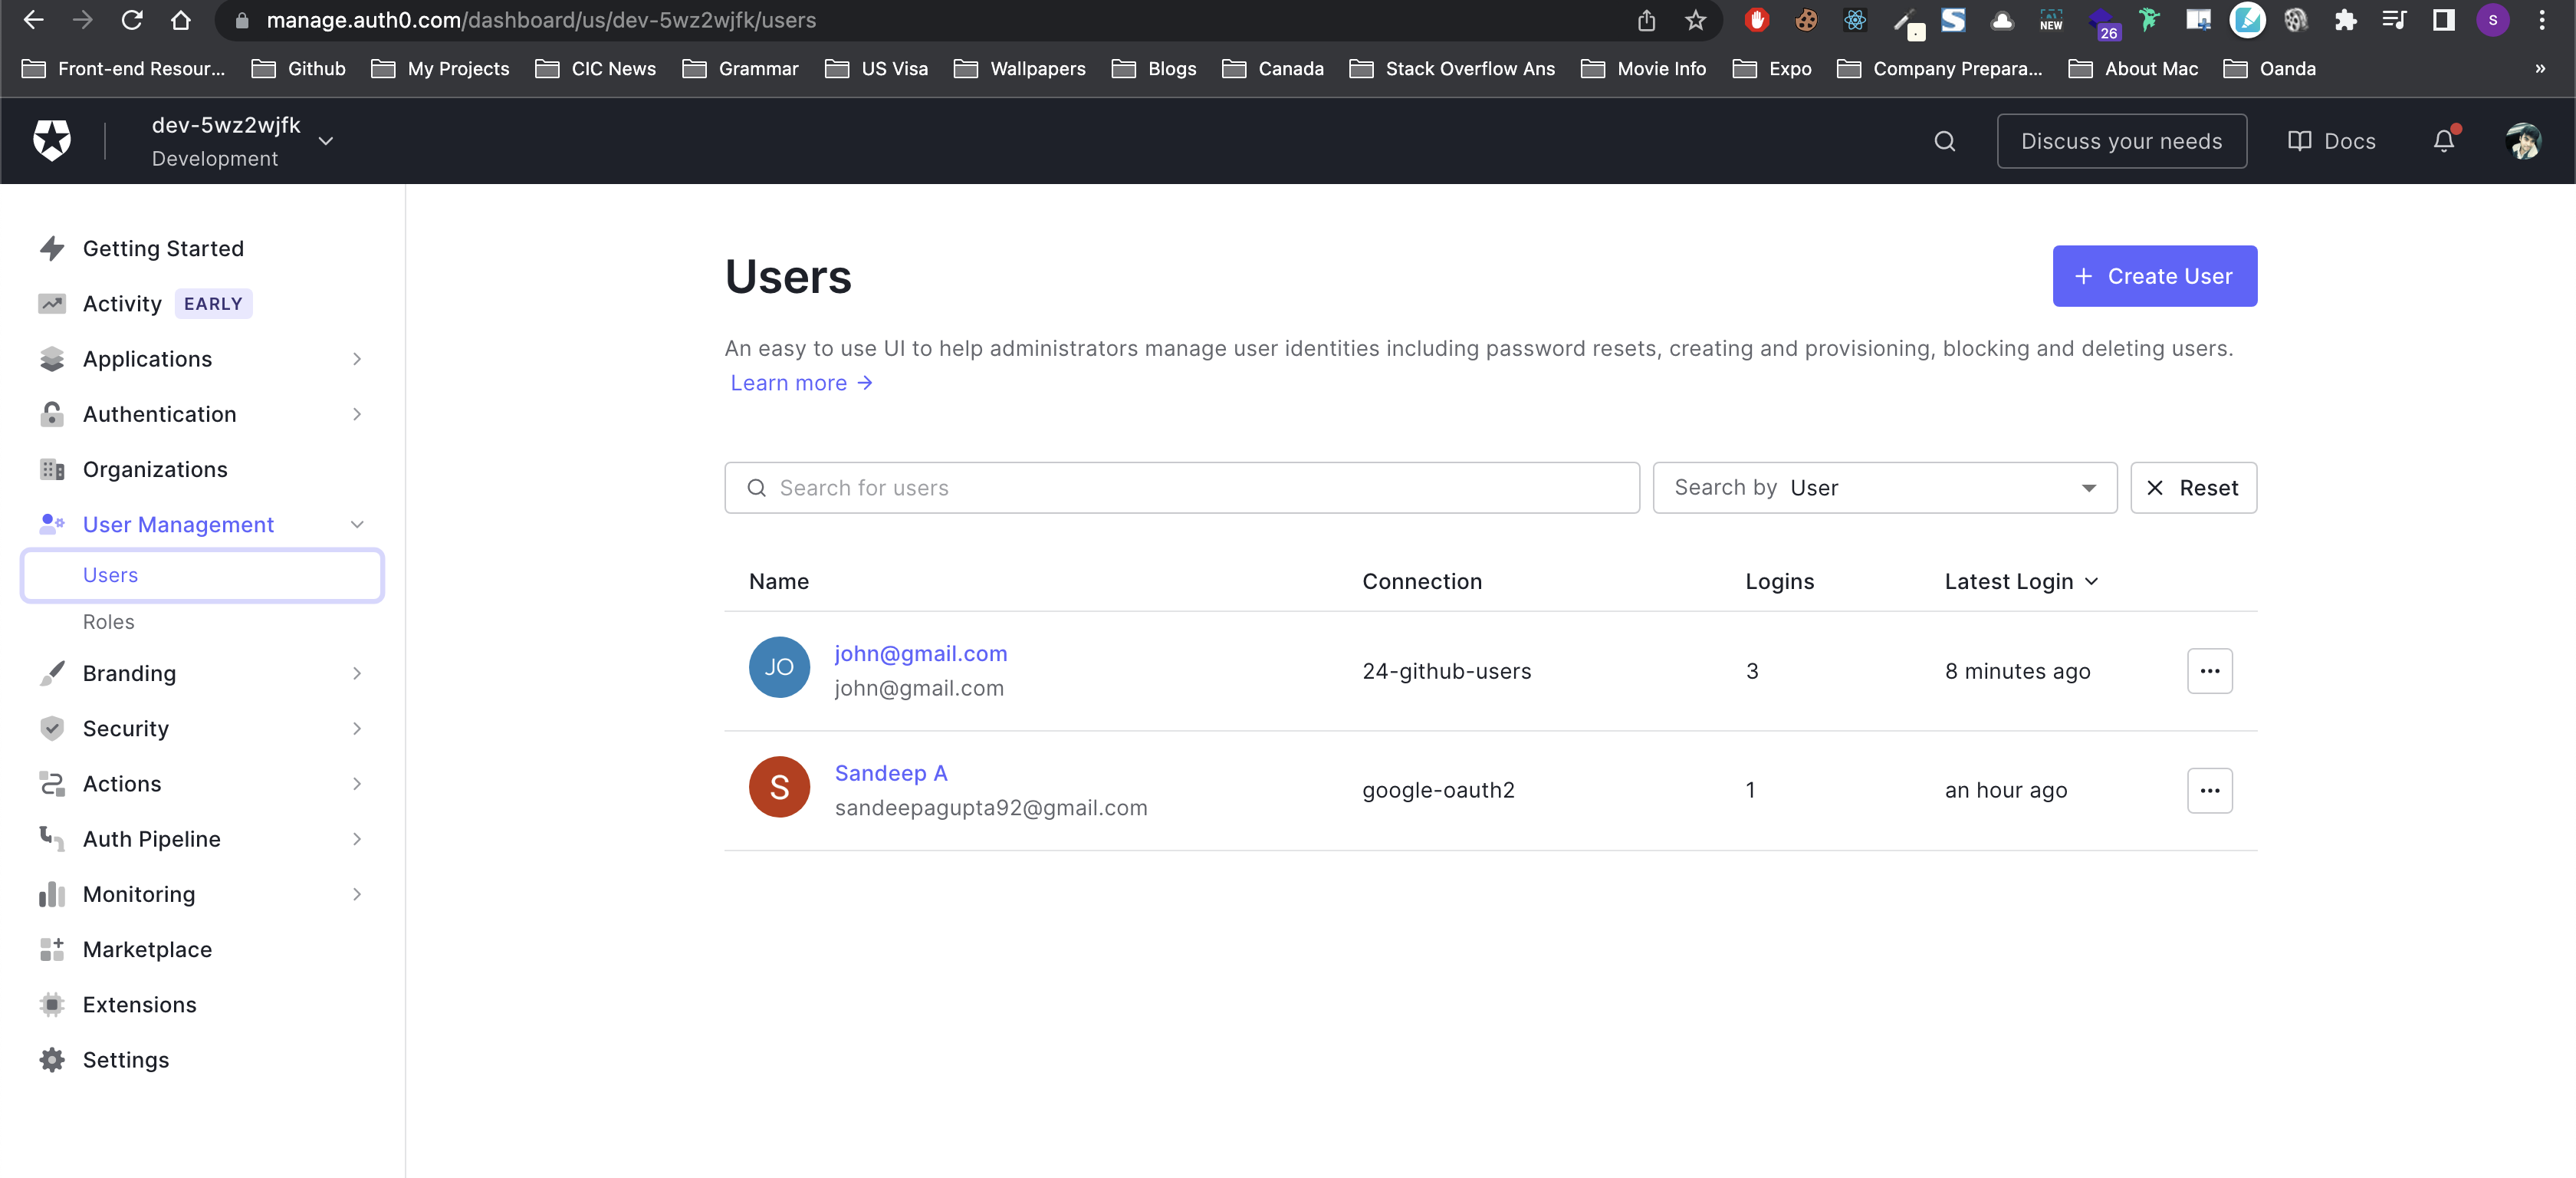 manage.auth0.com/dashboard/us/dev-5wz2wjfk/users
NEW
26
S
Front-end Resour...
Github
My Projects
CIC News
Grammar
US Visa
Wallpapers
Blogs
Canada
Stack Overflow Ans
Movie Info
Expo
Company Prepara...
About Mac
Oanda
»
dev-5wz2wjfk
Development
Discuss your needs
Docs
Getting Started
Activity EARLY
Applications
Authentication
Organizations
User Management
Users
Roles
Branding
Security
Actions
Auth Pipeline
Monitoring
Marketplace
Extensions
Settings
Users
+ Create User
An easy to use UI to help administrators manage user identities including password resets, creating and provisioning, blocking and deleting users.
Learn more →
Search for users
Search by User
Reset
Name Connection Logins Latest Login
JO
john@gmail.com
john@gmail.com
24-github-users
3
8 minutes ago
S
Sandeep A
sandeepagupta92@gmail.com
google-oauth2
1
an hour ago